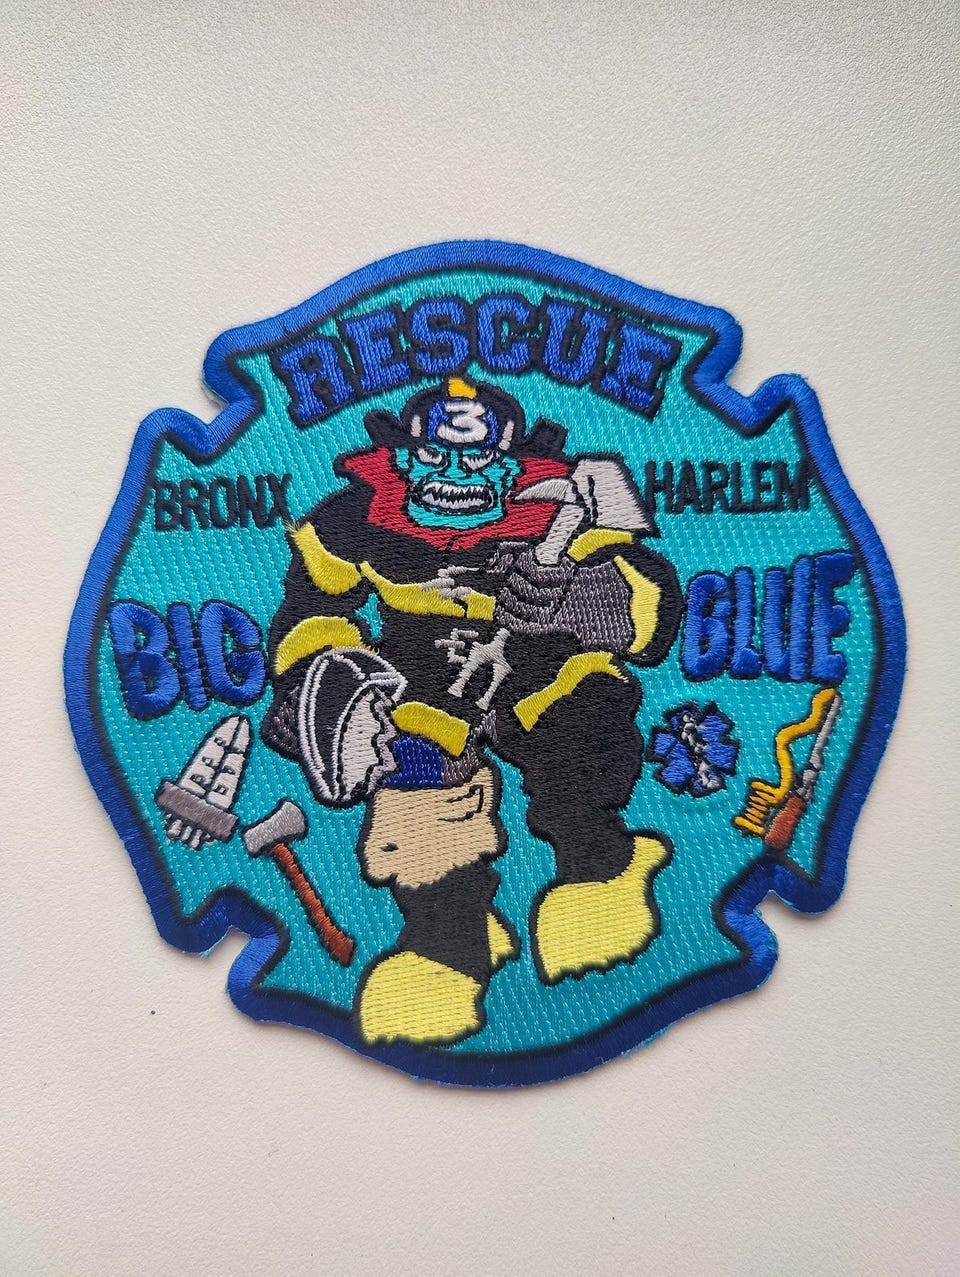 RESCUE
3
BRONX
HARLEM
BIG
BLUE